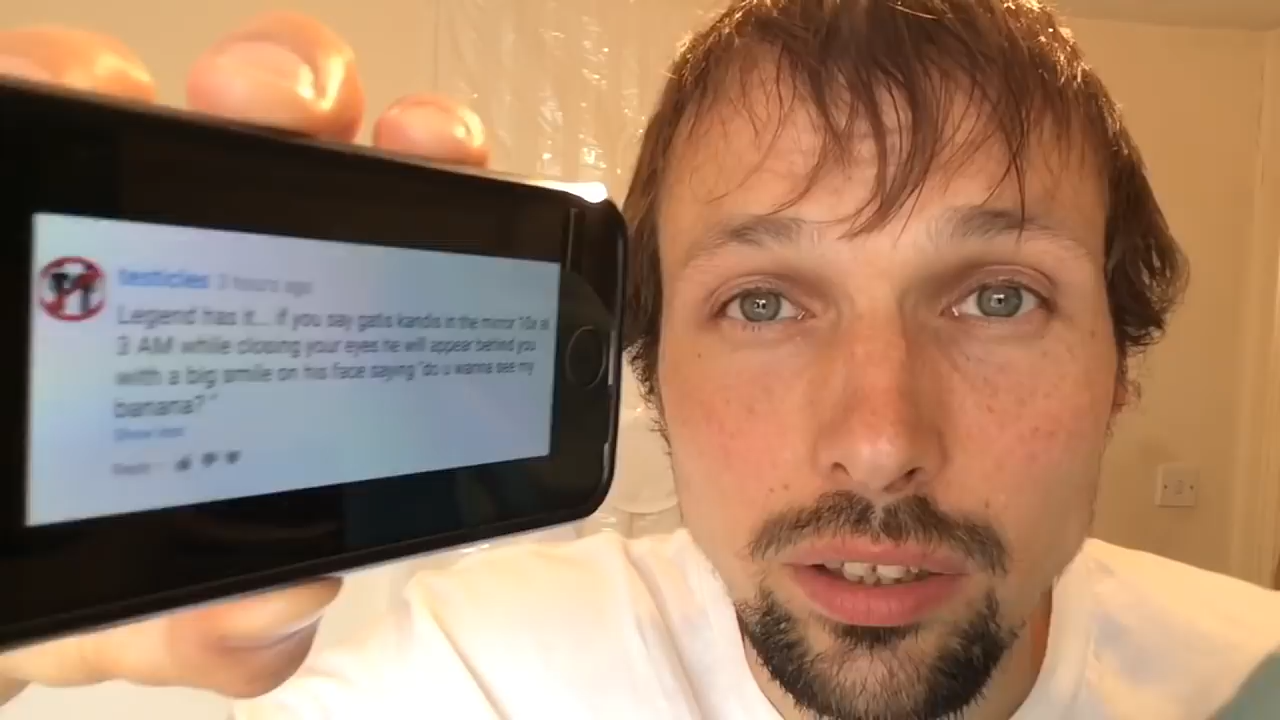 testicles 3 hours ago
Legend has it... if you say gatis kandis in the mirror 10x at
3 AM while closing your eyes he will appear behind you
with a big smile on his face saying "do u wanna see my
banana? "
Show less
Reply